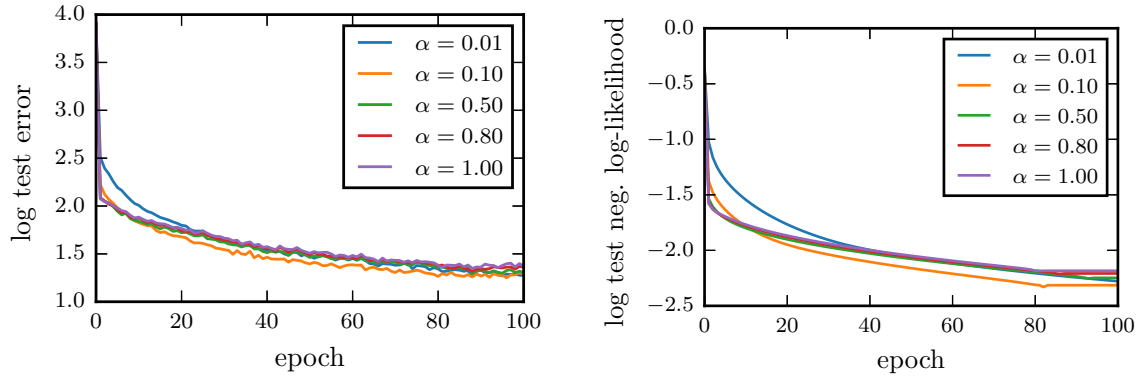 4.0
3.5
3.0
2.5
2.0
1.5
1.0
log test error
0 20 40 60 80 100
epoch
α = 0.01
α = 0.10
α = 0.50
α = 0.80
α = 1.00
0.0
−0.5
−1.0
−1.5
−2.0
−2.5
log test neg. log-likelihood
0 20 40 60 80 100
epoch
α = 0.01
α = 0.10
α = 0.50
α = 0.80
α = 1.00